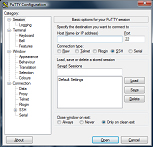 PuTTY Configuration
Category:
Session
Logging
Terminal
Keyboard
Bell
Features
Window
Appearance
Behaviour
Translation
Selection
Colours
Connection
Data
Proxy
Telnet
Rlogin
SSH
Serial
Basic options for your PuTTY session
Specify the destination you want to connect to
Host Name (or IP address)
Port
22
Connection type:
Raw
Telnet
Rlogin
SSH
Serial
Load, save or delete a stored session
Saved Sessions
Default Settings
Load
Save
Delete
Close window on exit:
Always
Never
Only on clean exit
About
Open
Cancel